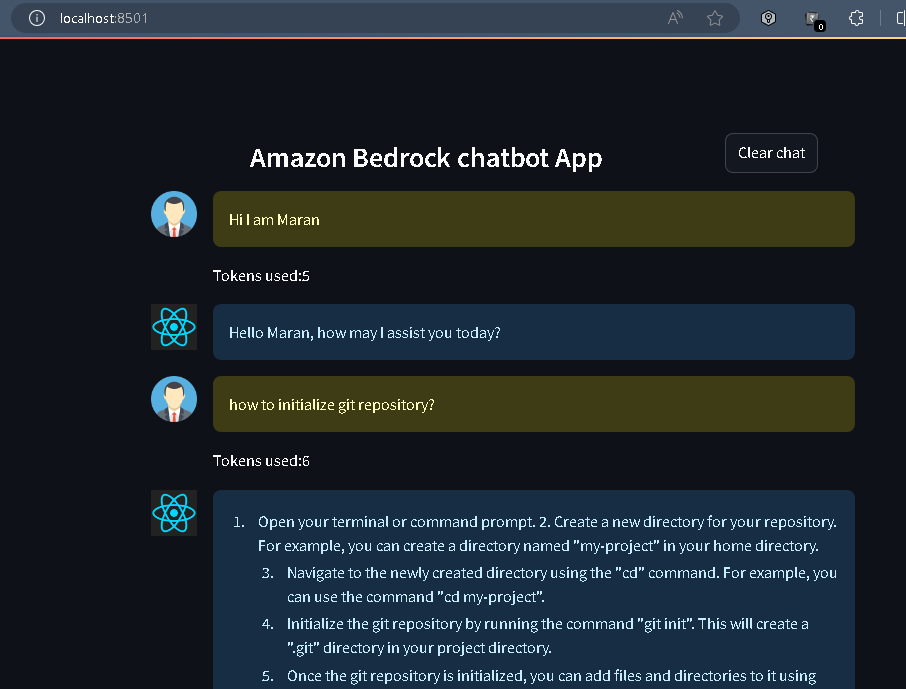 localhost:8501
0
Amazon Bedrock chatbot App
Clear chat
Hi I am Maran
Tokens used:5
Hello Maran, how may I assist you today?
how to initialize git repository?
Tokens used:6
1. Open your terminal or command prompt. 2. Create a new directory for your repository.
For example, you can create a directory named "my-project" in your home directory.
3. Navigate to the newly created directory using the "cd" command. For example, you
can use the command "cd my-project".
4. Initialize the git repository by running the command "git init". This will create a
".git" directory in your project directory.
5. Once the git repository is initialized, you can add files and directories to it using